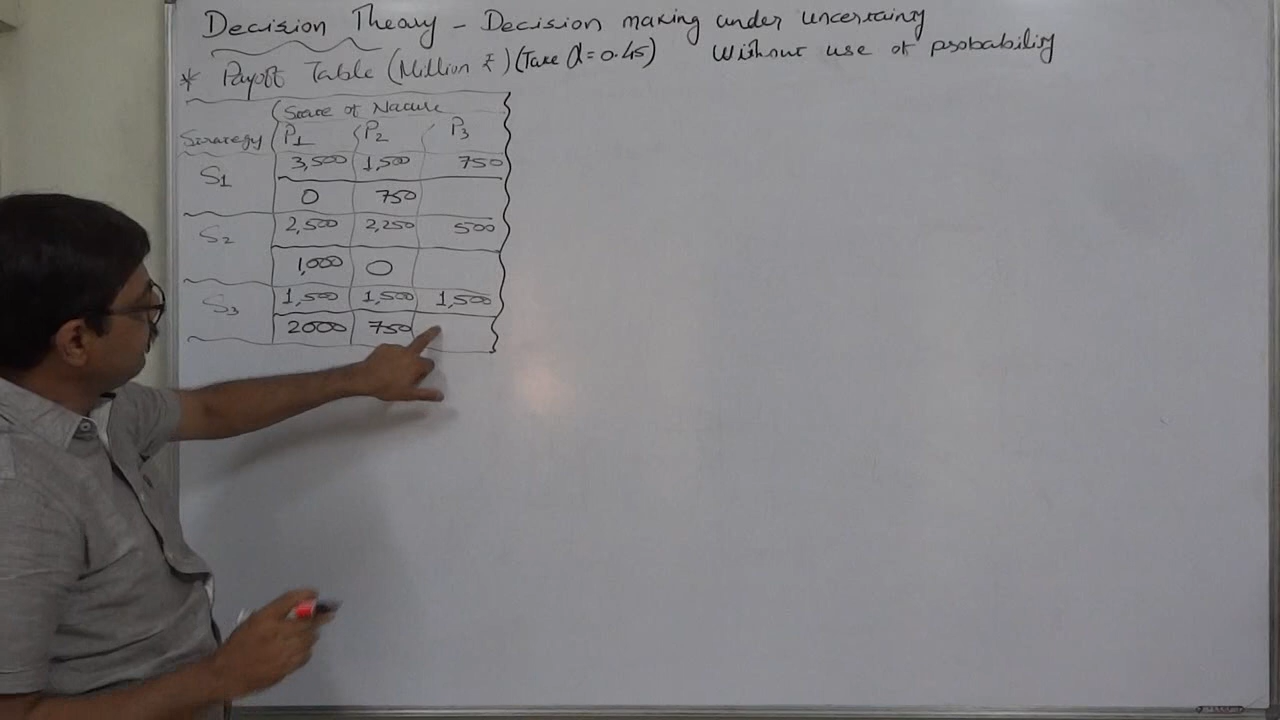 Decision Theory - Decision making under uncertainty
* Payoff Table (Million ₹) (Take α = 0.45) Without use of probability
State of Nature
Strategy P1 P2 P3
S1 3,500 1,500 750
0 750
S2 2,500 2,250 500
1,000 0
S3 1,500 1,500 1,500
2000 750